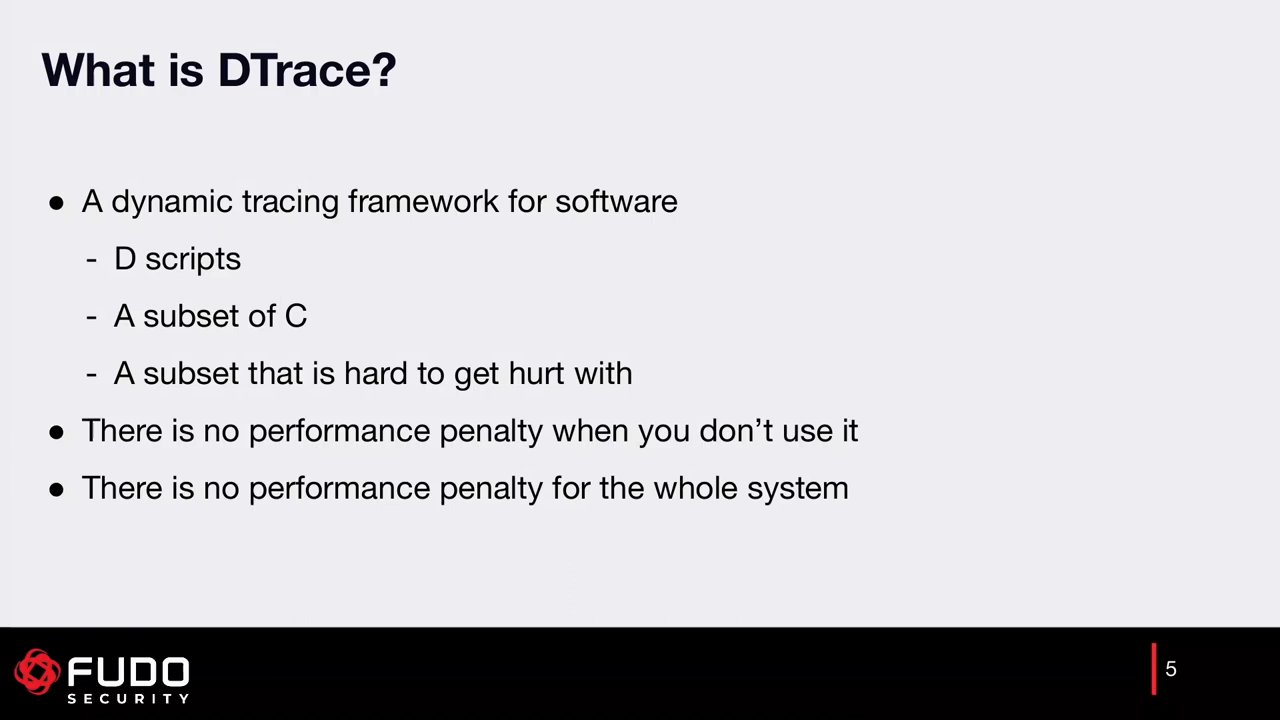 What is DTrace?
● A dynamic tracing framework for software
- D scripts
- A subset of C
- A subset that is hard to get hurt with
● There is no performance penalty when you don’t use it
● There is no performance penalty for the whole system
FUDO
SECURITY
5